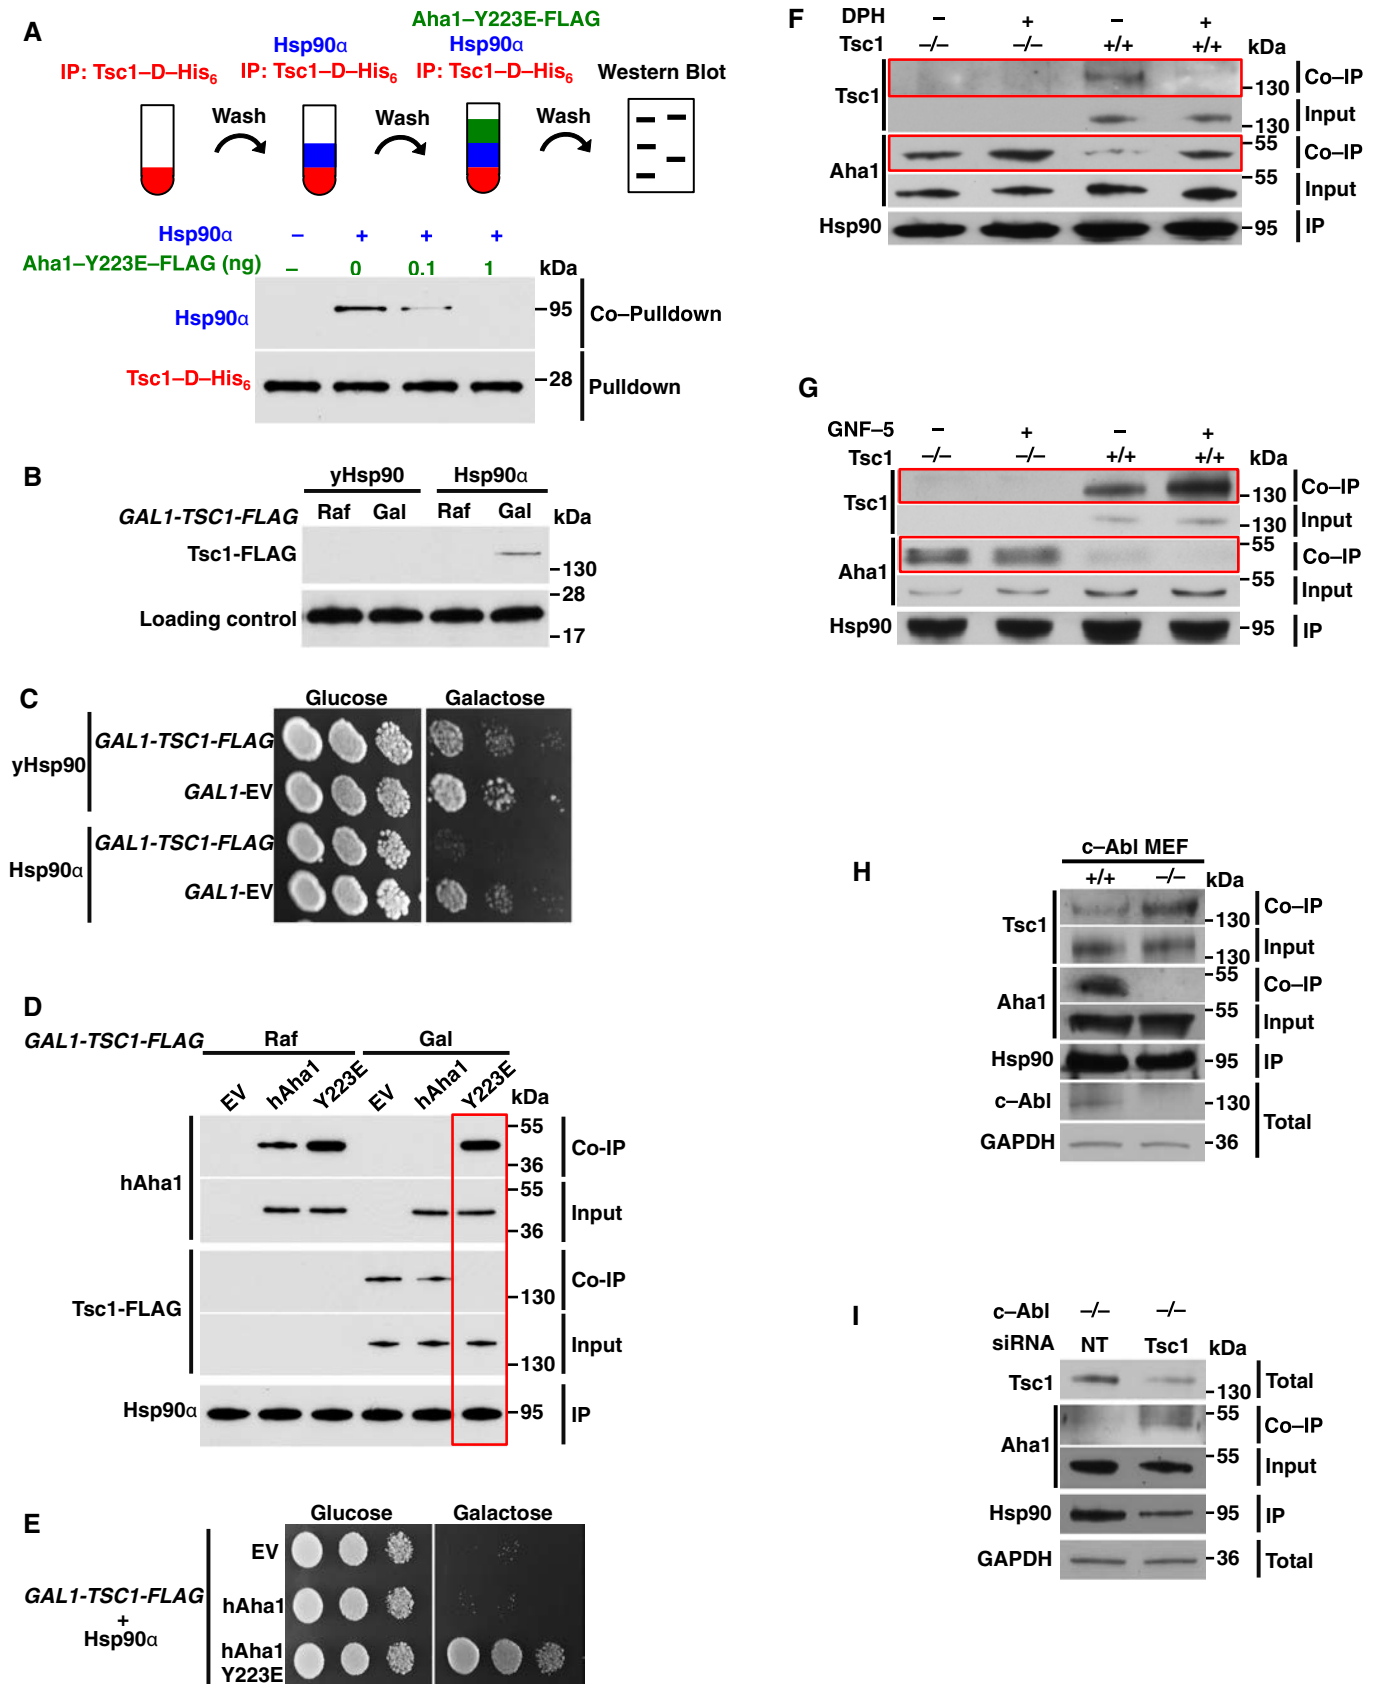 A
Aha1–Y223E-FLAG
Hsp90α Hsp90α
IP: Tsc1–D–His6 IP: Tsc1–D–His6 IP: Tsc1–D–His6 Western Blot
Wash Wash Wash
Hsp90α – + + +
Aha1–Y223E–FLAG (ng) – 0 0.1 1 kDa
Hsp90α –95 Co–Pulldown
Tsc1–D–His6 –28 Pulldown
B
yHsp90 Hsp90α
GAL1-TSC1-FLAG Raf Gal Raf Gal kDa
Tsc1-FLAG –130
–28
Loading control
–17
C
Glucose Galactose
yHsp90 GAL1-TSC1-FLAG
GAL1-EV
Hsp90α GAL1-TSC1-FLAG
GAL1-EV
D
GAL1-TSC1-FLAG Raf Gal
EV hAha1 Y223E EV hAha1 Y223E kDa
hAha1
–55
Co-IP
–36
–55
Input
–36
Tsc1-FLAG
Co-IP
–130
Input
–130
Hsp90α –95 IP
E
Glucose Galactose
GAL1-TSC1-FLAG
+
Hsp90α
EV
hAha1
hAha1
Y223E
F
DPH – + – +
Tsc1 –/– –/– +/+ +/+ kDa
Tsc1
–130 Co–IP
–130 Input
Aha1
–55 Co–IP
–55 Input
Hsp90 –95 IP
G
GNF–5 – + – +
Tsc1 –/– –/– +/+ +/+ kDa
Tsc1
–130 Co–IP
–130 Input
Aha1
–55 Co–IP
–55 Input
Hsp90 –95 IP
H
c–Abl MEF
+/+ –/– kDa
Tsc1
–130 Co–IP
–130 Input
Aha1
–55 Co–IP
–55 Input
Hsp90 –95 IP
c–Abl –130
Total
GAPDH –36
I
c–Abl –/– –/–
siRNA NT Tsc1 kDa
Tsc1 –130 Total
Aha1
–55 Co–IP
–55 Input
Hsp90 –95 IP
GAPDH –36 Total